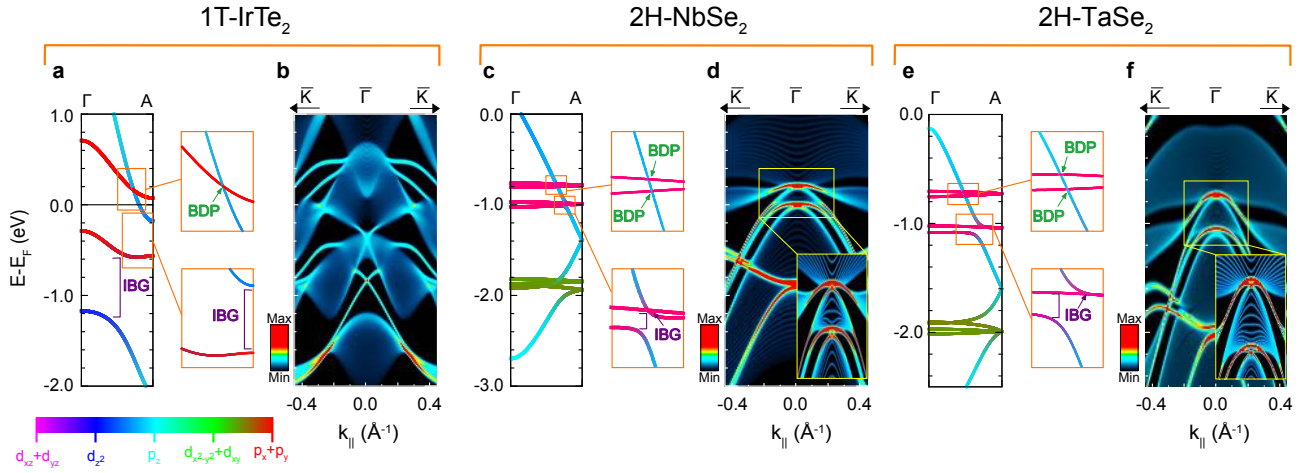 1T-IrTe2
2H-NbSe2
2H-TaSe2
a
b
c
d
e
f
Γ A
K̅ Γ̅ K̅
Γ A
K̅ Γ̅ K̅
Γ A
K̅ Γ̅ K̅
E-EF (eV)
1.0
0.0
-1.0
-2.0
BDP
IBG
IBG
Max
Min
-0.4 0.0 0.4
k|| (Å-1)
0.0
-1.0
-2.0
-3.0
BDP
BDP
IBG
Max
Min
-0.4 0.0 0.4
k|| (Å-1)
0.0
-1.0
-2.0
BDP
BDP
IBG
Max
Min
-0.4 0.0 0.4
k|| (Å-1)
dxz+dyz dz2 pz dx2-y2+dxy px+py